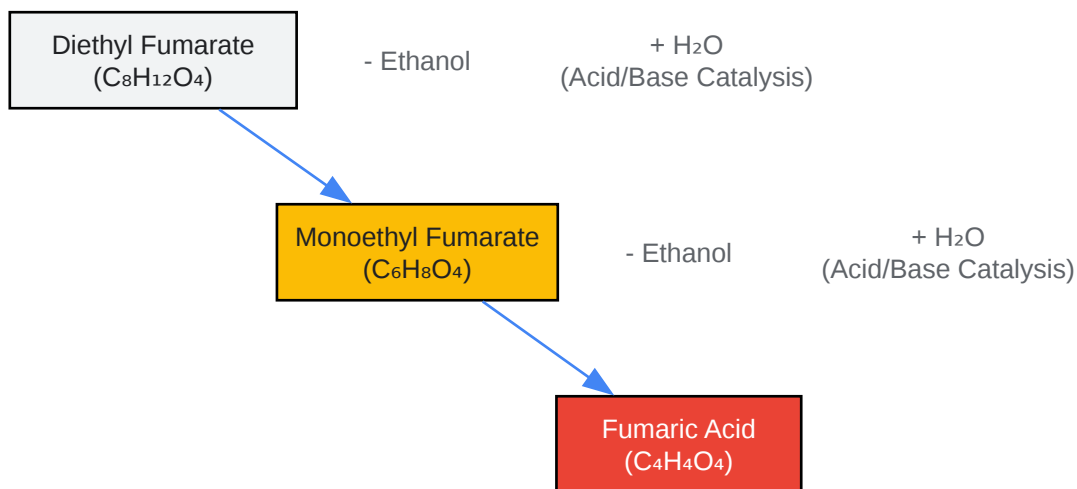 Diethyl Fumarate
(C₈H₁₂O₄)
- Ethanol
+ H₂O
(Acid/Base Catalysis)
Monoethyl Fumarate
(C₆H₈O₄)
- Ethanol
+ H₂O
(Acid/Base Catalysis)
Fumaric Acid
(C₄H₄O₄)